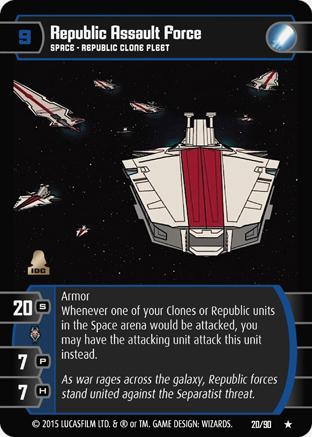 9
Republic Assault Force
SPACE - REPUBLIC CLONE FLEET
IDC
20 S
Armor
Whenever one of your Clones or Republic units
in the Space arena would be attacked, you
may have the attacking unit attack this unit
instead.
7 P
7 H
As war rages across the galaxy, Republic forces
stand united against the Separatist threat.
© 2015 LUCASFILM LTD. & ® or TM. GAME DESIGN: WIZARDS. 20/90